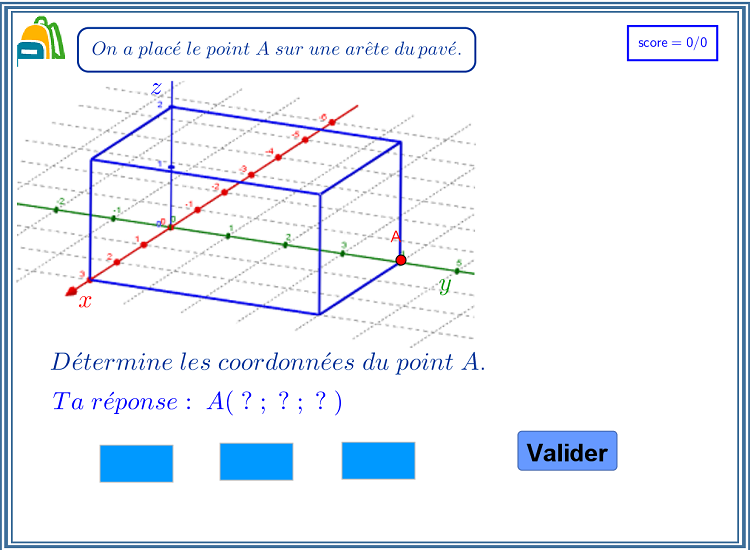 On a placé le point A sur une arête du pavé.
score = 0/0
z
2
1
0
-6
-5
-4
-3
-2
-1
0
1
2
3
x
-2
-1
0
1
2
3
5
y
A
Détermine les coordonnées du point A.
Ta réponse : A( ? ; ? ; ? )
Valider